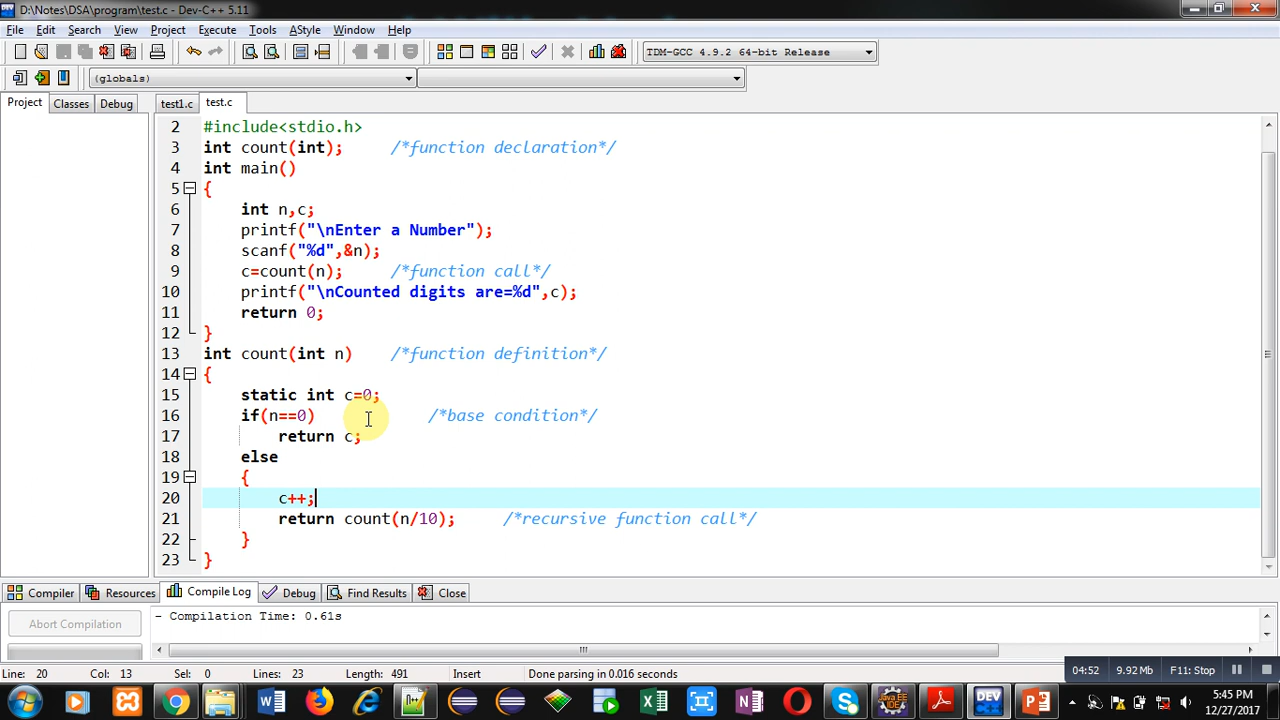 D:\Notes\DSA\program\test.c - Dev-C++ 5.11
File Edit Search View Project Execute Tools AStyle Window Help
TDM-GCC 4.9.2 64-bit Release
(globals)
Project Classes Debug test1.c test.c
2 #include<stdio.h>
3 int count(int); /*function declaration*/
4 int main()
5 {
6 int n,c;
7 printf("\nEnter a Number");
8 scanf("%d",&n);
9 c=count(n); /*function call*/
10 printf("\nCounted digits are=%d",c);
11 return 0;
12 }
13 int count(int n) /*function definition*/
14 {
15 static int c=0;
16 if(n==0) /*base condition*/
17 return c;
18 else
19 {
20 c++;
21 return count(n/10); /*recursive function call*/
22 }
23 }
Compiler Resources Compile Log Debug Find Results Close
- Compilation Time: 0.61s
Abort Compilation
Line: 20 Col: 13 Sel: 0 Lines: 23 Length: 491 Insert Done parsing in 0.016 seconds
04:52 9.92 Mb F11: Stop
DEV C++
5:45 PM
12/27/2017